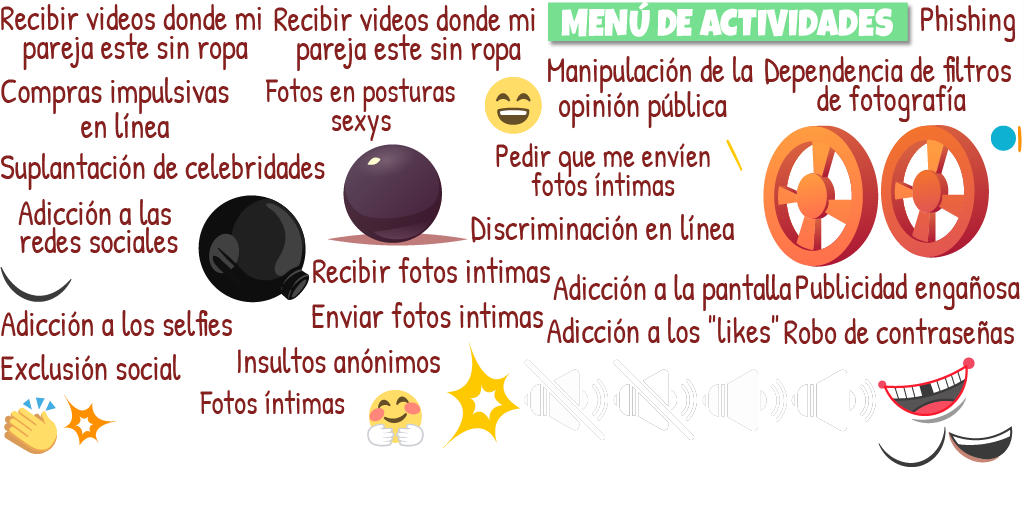 Recibir videos donde mi
pareja este sin ropa
Recibir videos donde mi
pareja este sin ropa
MENÚ DE ACTIVIDADES
Phishing
Compras impulsivas
en línea
Fotos en posturas
sexys
Manipulación de la
opinión pública
Dependencia de filtros
de fotografía
Suplantación de celebridades
Pedir que me envíen
fotos íntimas
Adicción a las
redes sociales
Discriminación en línea
Recibir fotos intimas
Adicción a la pantalla
Publicidad engañosa
Adicción a los selfies
Enviar fotos intimas
Adicción a los "likes"
Robo de contraseñas
Exclusión social
Insultos anónimos
Fotos íntimas